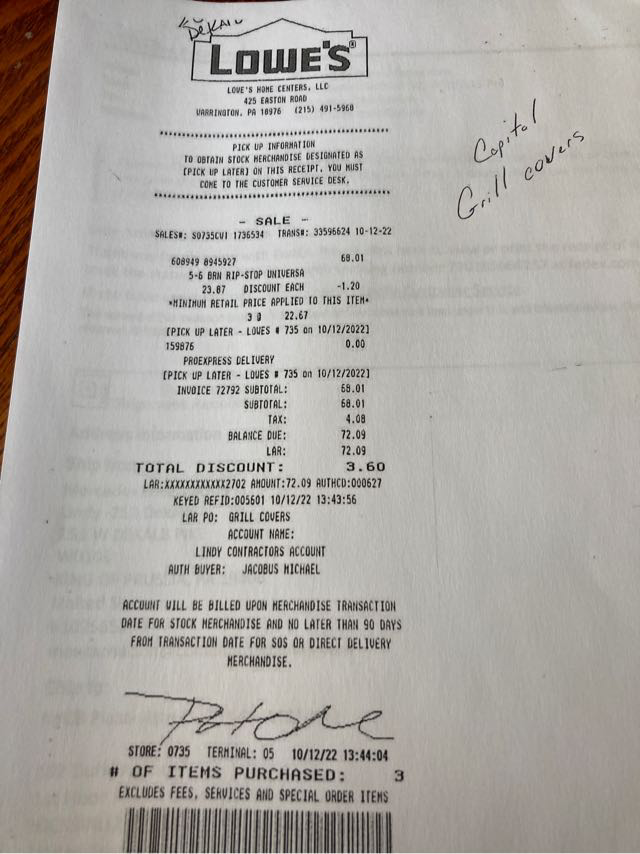 DeKalb
LOWE'S®
LOWE'S HOME CENTERS, LLC
425 EASTON ROAD
WARRINGTON, PA 18976 (215) 491-5960
PICK UP INFORMATION
TO OBTAIN STOCK MERCHANDISE DESIGNATED AS
[PICK UP LATER] ON THIS RECEIPT, YOU MUST
COME TO THE CUSTOMER SERVICE DESK.
Capital
Grill covers
- SALE -
SALES#: S0735CV1 1736534 TRANS#: 33596624 10-12-22
608949 8945927 68.01
5-6 BRN RIP-STOP UNIVERSA
23.87 DISCOUNT EACH -1.20
*MINIMUM RETAIL PRICE APPLIED TO THIS ITEM*
3 @ 22.67
[PICK UP LATER - LOWES # 735 on 10/12/2022]
159876 0.00
PROEXPRESS DELIVERY
[PICK UP LATER - LOWES # 735 on 10/12/2022]
INVOICE 72792 SUBTOTAL: 68.01
SUBTOTAL: 68.01
TAX: 4.08
BALANCE DUE: 72.09
LAR: 72.09
TOTAL DISCOUNT: 3.60
LAR:XXXXXXXXXXXX2702 AMOUNT:72.09 AUTHCD:000627
KEYED REFID:005601 10/12/22 13:43:56
LAR PO: GRILL COVERS
ACCOUNT NAME:
LINDY CONTRACTORS ACCOUNT
AUTH BUYER: JACOBUS MICHAEL
ACCOUNT WILL BE BILLED UPON MERCHANDISE TRANSACTION
DATE FOR STOCK MERCHANDISE AND NO LATER THAN 90 DAYS
FROM TRANSACTION DATE FOR SOS OR DIRECT DELIVERY
MERCHANDISE.
STORE: 0735 TERMINAL: 05 10/12/22 13:44:04
# OF ITEMS PURCHASED: 3
EXCLUDES FEES, SERVICES AND SPECIAL ORDER ITEMS